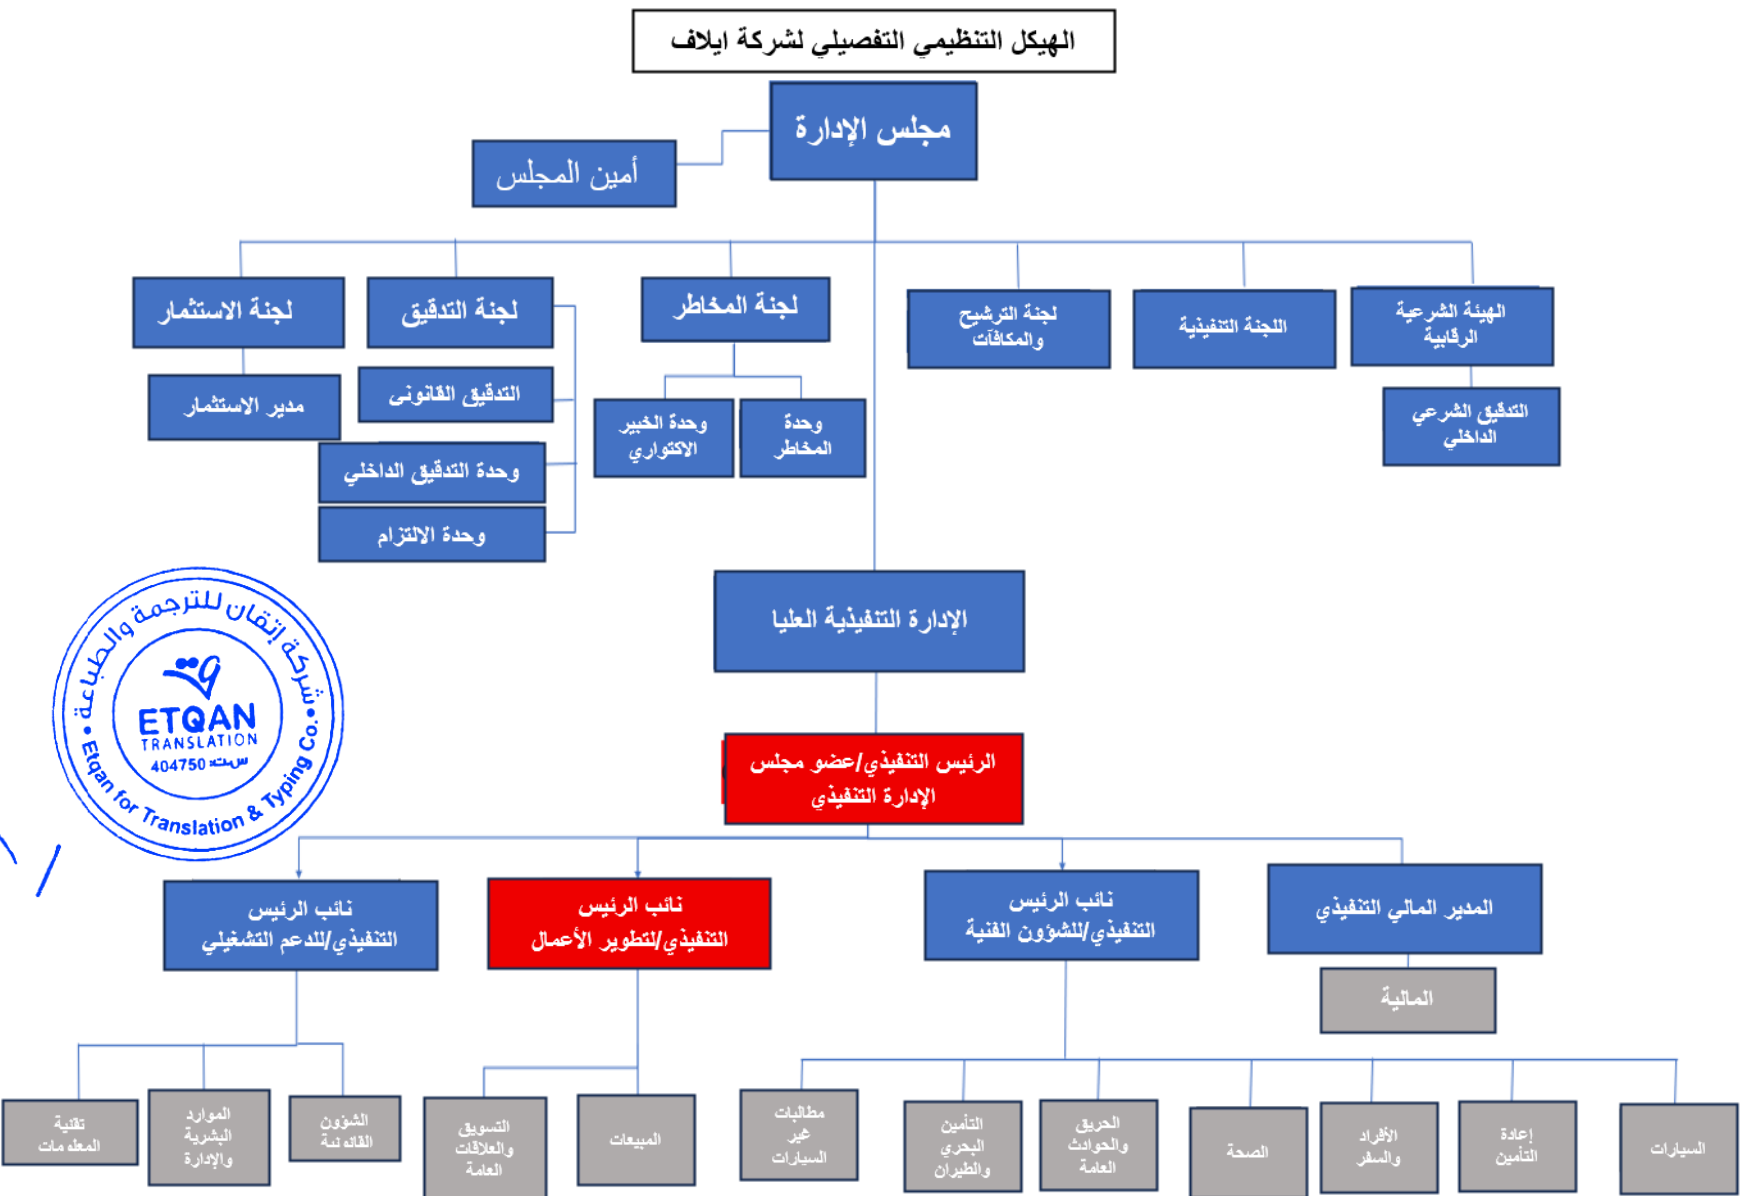 الهيكل التنظيمي التفصيلي لشركة ايلاف
مجلس الإدارة
أمين المجلس
الهيئة الشرعية
الرقابية
اللجنة التنفيذية
لجنة الترشيح
والمكافآت
لجنة المخاطر
لجنة التدقيق
لجنة الاستثمار
التدقيق الشرعي
الداخلي
وحدة
المخاطر
وحدة الخبير
الاكتواري
التدقيق القانونى
وحدة التدقيق الداخلي
وحدة الالتزام
مدير الاستثمار
الإدارة التنفيذية العليا
شركة إتقان للترجمة والطباعة
ETQAN
TRANSLATION
س.ت: 404750
Etqan for Translation & Typing Co.
الرئيس التنفيذي/عضو مجلس
الإدارة التنفيذي
المدير المالي التنفيذي
نائب الرئيس
التنفيذي/للشؤون الفنية
نائب الرئيس
التنفيذي/لتطوير الأعمال
نائب الرئيس
التنفيذي/للدعم التشغيلي
المالية
السيارات
إعادة
التأمين
الأفراد
والسفر
الصحة
الحريق
والحوادث
العامة
التأمين
البحري
والطيران
مطالبات
غير
السيارات
المبيعات
التسويق
والعلاقات
العامة
الشؤون
القانونية
الموارد
البشرية
والإدارة
تقنية
المعلومات